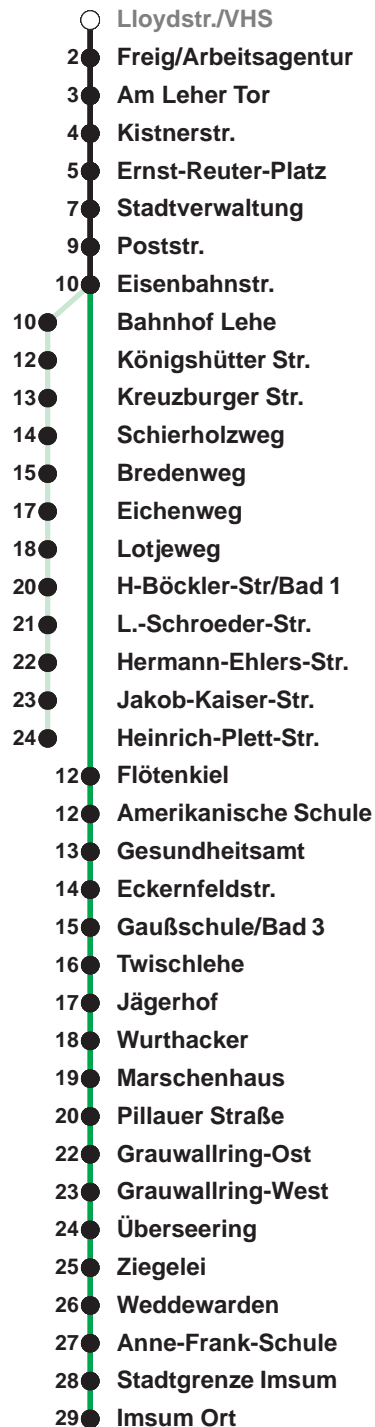 Lloydstr./VHS
2 Freig/Arbeitsagentur
3 Am Leher Tor
4 Kistnerstr.
5 Ernst-Reuter-Platz
7 Stadtverwaltung
9 Poststr.
10 Eisenbahnstr.
10 Bahnhof Lehe
12 Königshütter Str.
13 Kreuzburger Str.
14 Schierholzweg
15 Bredenweg
17 Eichenweg
18 Lotjeweg
20 H-Böckler-Str/Bad 1
21 L.-Schroeder-Str.
22 Hermann-Ehlers-Str.
23 Jakob-Kaiser-Str.
24 Heinrich-Plett-Str.
12 Flötenkiel
12 Amerikanische Schule
13 Gesundheitsamt
14 Eckernfeldstr.
15 Gaußschule/Bad 3
16 Twischlehe
17 Jägerhof
18 Wurthacker
19 Marschenhaus
20 Pillauer Straße
22 Grauwallring-Ost
23 Grauwallring-West
24 Überseering
25 Ziegelei
26 Weddewarden
27 Anne-Frank-Schule
28 Stadtgrenze Imsum
29 Imsum Ort